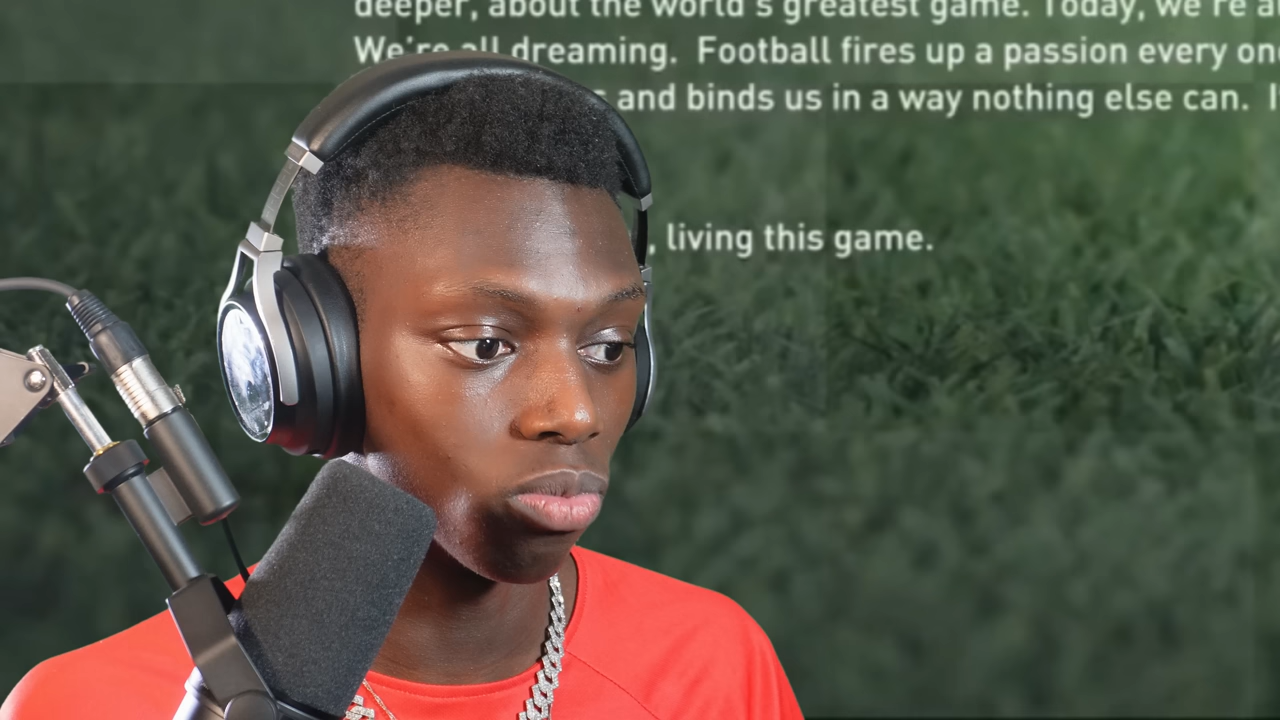 deeper, about the world's greatest game. Today, we're
We're all dreaming. Football fires up a passion every
and binds us in a way nothing else can.
, living this game.